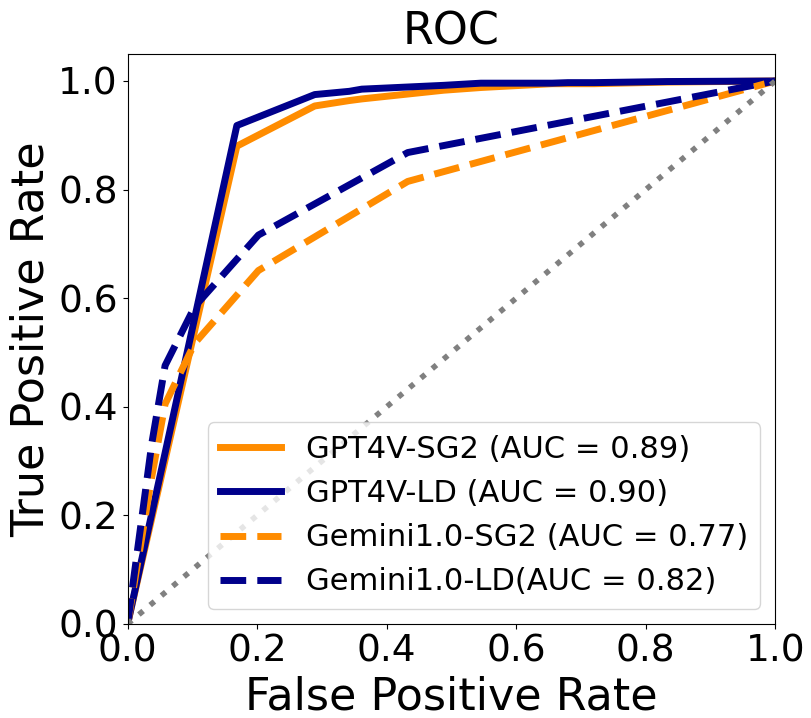 ROC
True Positive Rate
1.0
0.8
0.6
0.4
0.2
0.0
GPT4V-SG2 (AUC = 0.89)
GPT4V-LD (AUC = 0.90)
Gemini1.0-SG2 (AUC = 0.77)
Gemini1.0-LD(AUC = 0.82)
0.0 0.2 0.4 0.6 0.8 1.0
False Positive Rate